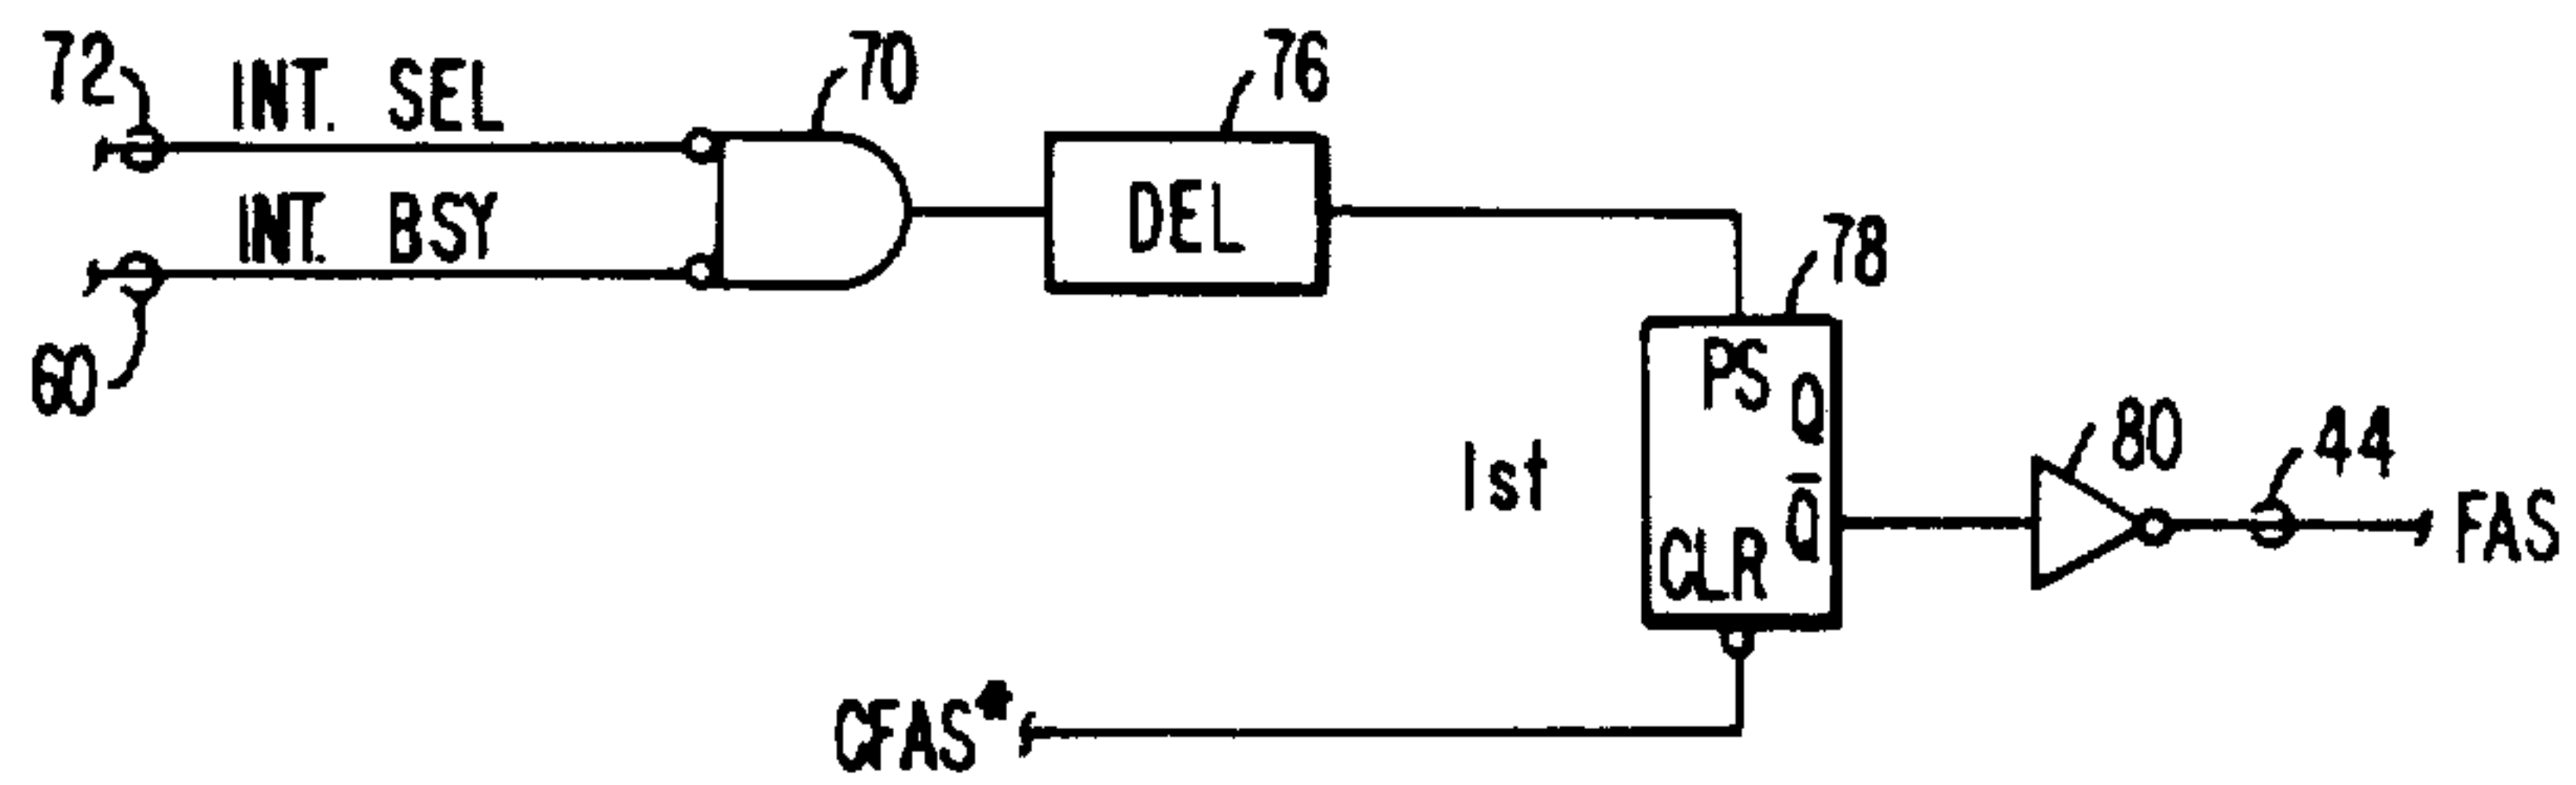 72
INT. SEL
70
76
INT. BSY
DEL
60
78
PS
Q
1st
Q̅
CLR
80
44
FAS
CFAS*